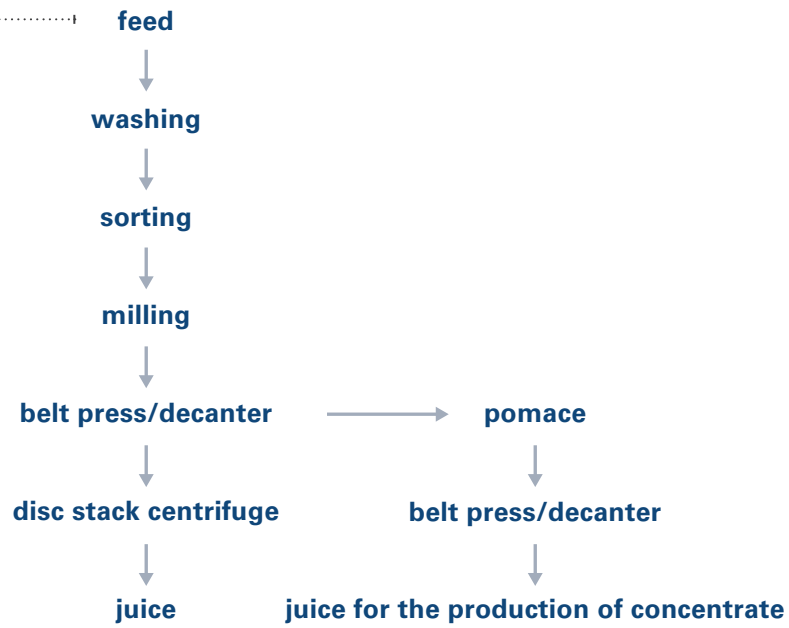 feed
washing
sorting
milling
belt press/decanter
pomace
disc stack centrifuge
belt press/decanter
juice
juice for the production of concentrate